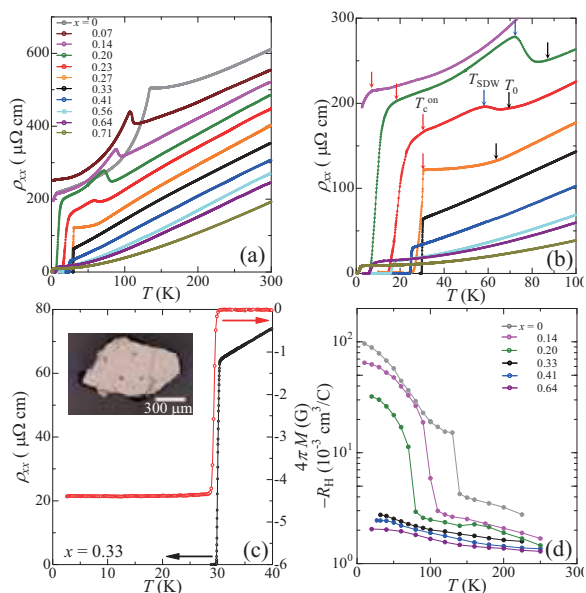 600
400
200
0
ρxx ( μΩ cm)
x = 0
0.07
0.14
0.20
0.23
0.27
0.33
0.41
0.56
0.64
0.71
(a)
0 100 200 300
T (K)
300
200
100
0
ρxx ( μΩ cm)
Tc^on
TSDW
T0
(b)
0 20 40 60 80 100
T (K)
80
60
40
20
0
ρxx ( μΩ cm)
300 μm
x = 0.33
(c)
0
−1
−2
−3
−4
−5
−6
4π M (G)
0 10 20 30 40
T (K)
10²
10¹
10⁰
−RH (10⁻³ cm³/C)
x = 0
0.14
0.20
0.33
0.41
0.64
(d)
0 100 200 300
T (K)